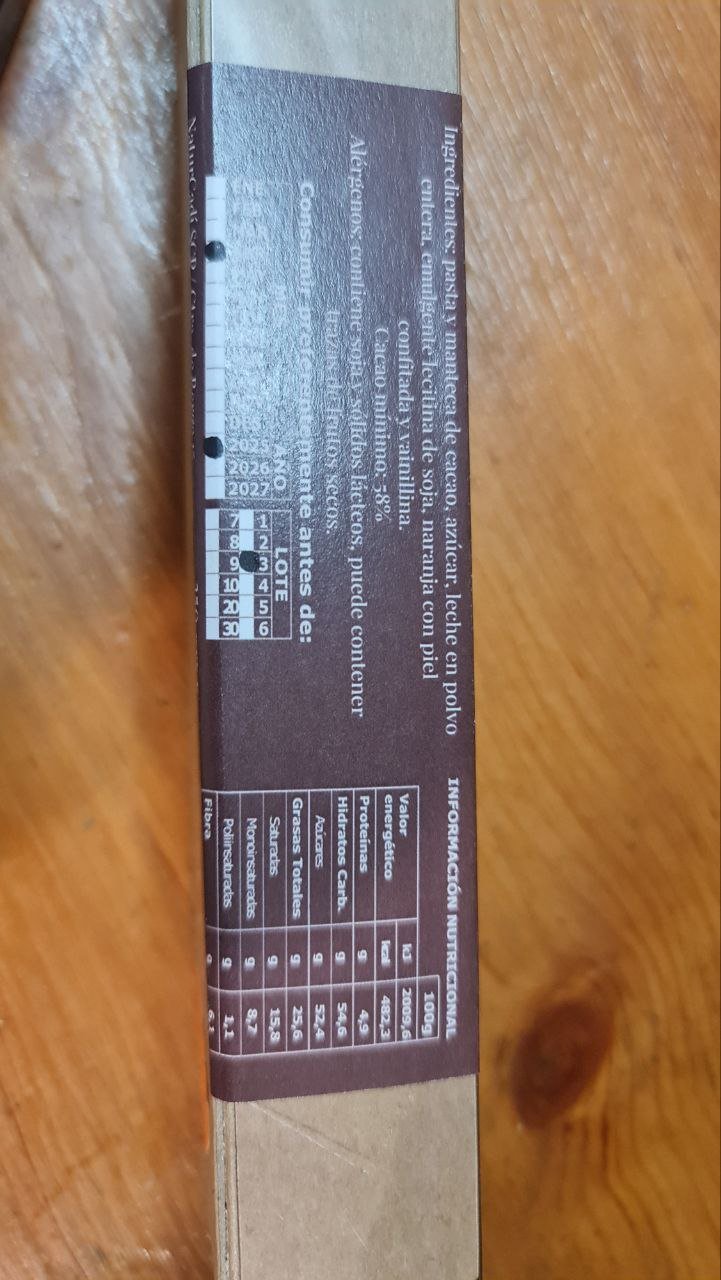 Ingredientes: pasta y manteca de cacao, azúcar, leche en polvo
entera, emulgente lecitina de soja, naranja con piel
confitada y vainillina.
Cacao mínimo: 58%
Alérgenos: contiene soja y sólidos lácteos, puede contener
trazas de frutos secos.
Consumir preferentemente antes de:
ENE
AÑO
2025
2026
2027
LOTE
1 2 3 4 5 6
7 8 9 10 20 30
INFORMACIÓN NUTRICIONAL
100g
Valor energético kJ 2009,6
kcal 482,3
Proteínas g 4,9
Hidratos Carb. g 54,6
Azúcares g 52,4
Grasas Totales g 25,6
Saturadas g 15,8
Monoinsaturadas g 8,7
Poliinsaturadas g 1,1
Fibra g 6,1